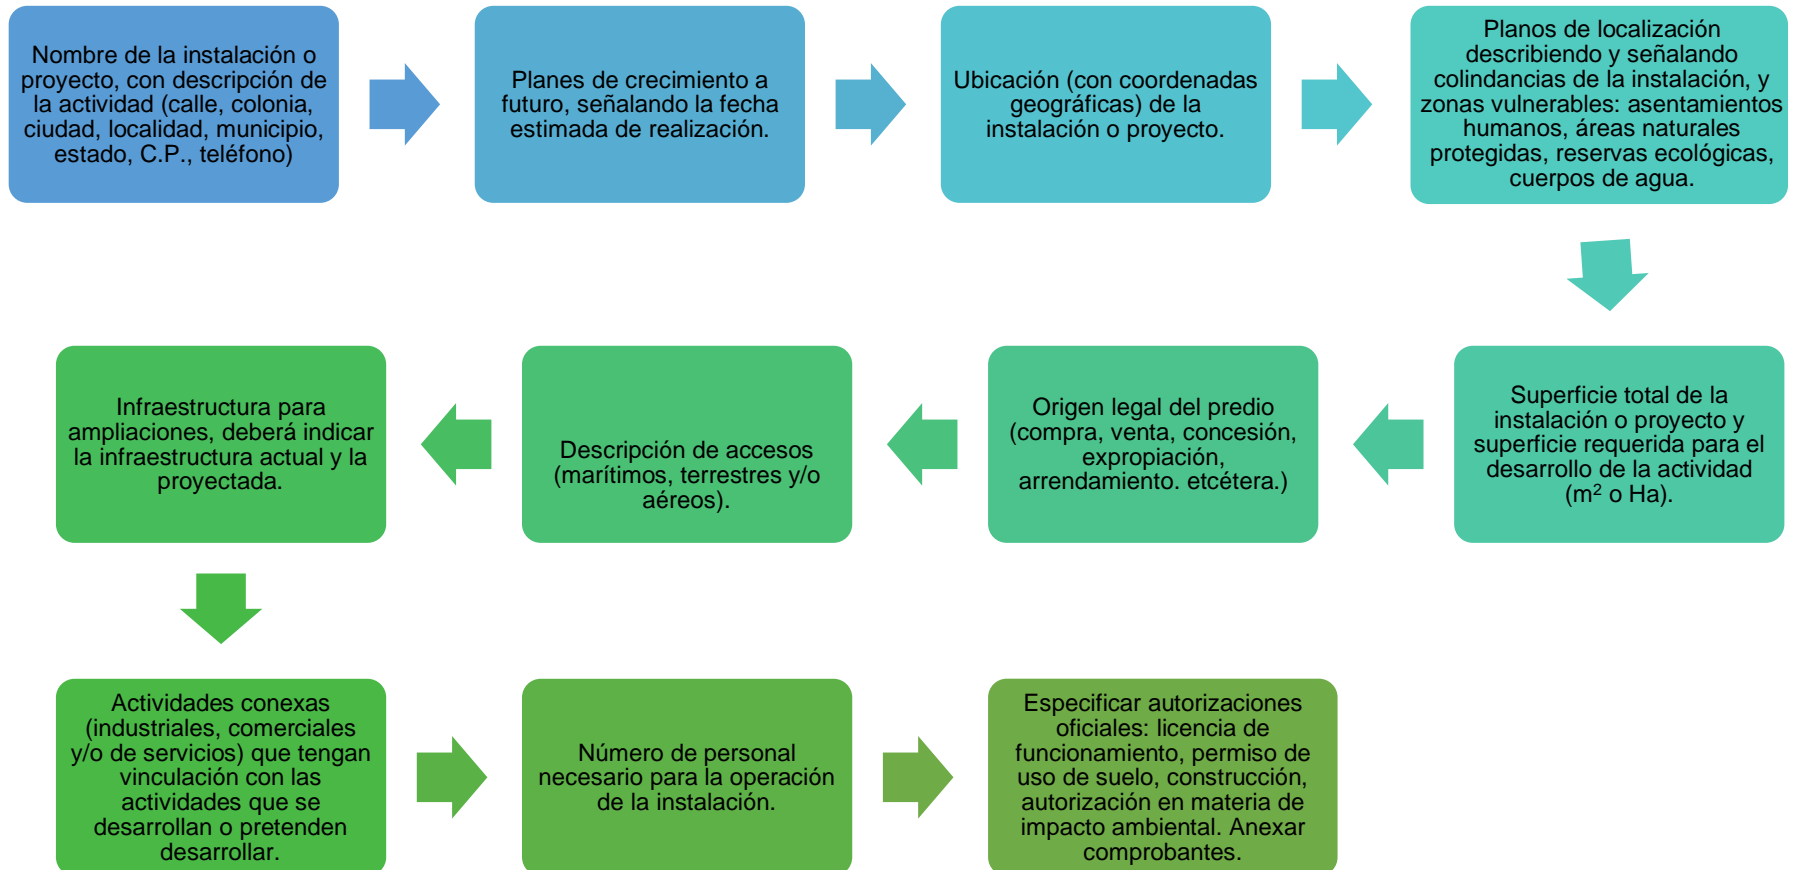 Nombre de la instalación o
proyecto, con descripción de
la actividad (calle, colonia,
ciudad, localidad, municipio,
estado, C.P., teléfono)
Planes de crecimiento a
futuro, señalando la fecha
estimada de realización.
Ubicación (con coordenadas
geográficas) de la
instalación o proyecto.
Planos de localización
describiendo y señalando
colindancias de la instalación, y
zonas vulnerables: asentamientos
humanos, áreas naturales
protegidas, reservas ecológicas,
cuerpos de agua.
Superficie total de la
instalación o proyecto y
superficie requerida para el
desarrollo de la actividad
(m² o Ha).
Origen legal del predio
(compra, venta, concesión,
expropiación,
arrendamiento. etcétera.)
Descripción de accesos
(marítimos, terrestres y/o
aéreos).
Infraestructura para
ampliaciones, deberá indicar
la infraestructura actual y la
proyectada.
Actividades conexas
(industriales, comerciales
y/o de servicios) que tengan
vinculación con las
actividades que se
desarrollan o pretenden
desarrollar.
Número de personal
necesario para la operación
de la instalación.
Especificar autorizaciones
oficiales: licencia de
funcionamiento, permiso de
uso de suelo, construcción,
autorización en materia de
impacto ambiental. Anexar
comprobantes.